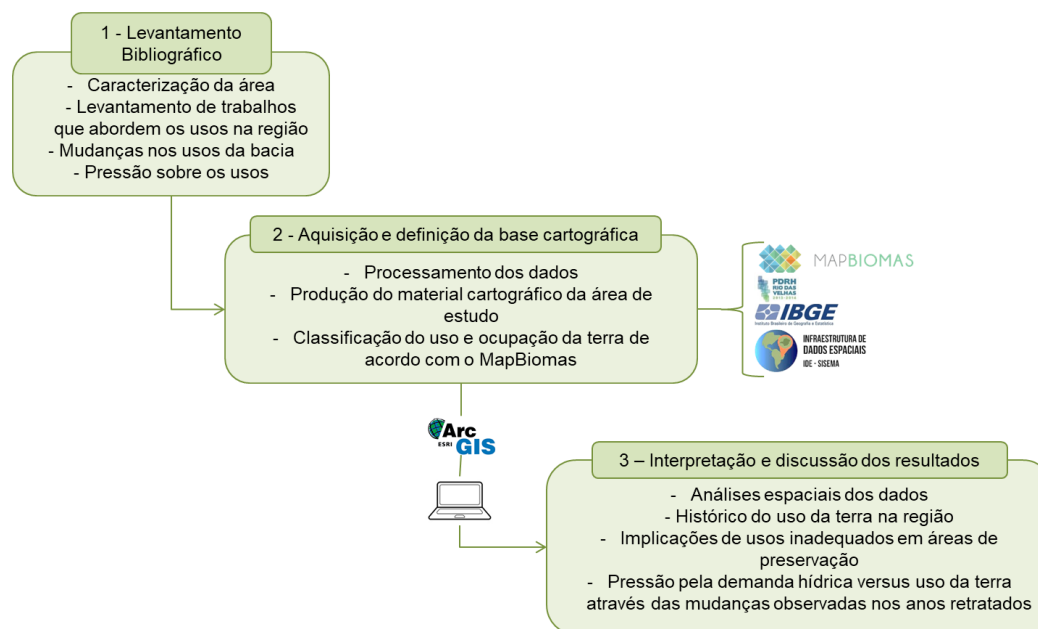 1 - Levantamento
Bibliográfico
- Caracterização da área
- Levantamento de trabalhos
que abordem os usos na região
- Mudanças nos usos da bacia
- Pressão sobre os usos
2 - Aquisição e definição da base cartográfica
- Processamento dos dados
- Produção do material cartográfico da área de
estudo
- Classificação do uso e ocupação da terra de
acordo com o MapBiomas
MAPBIOMAS
PDRH
RIO DAS
VELHAS
IBGE
Instituto Brasileiro de Geografia e Estatística
INFRAESTRUTURA DE
DADOS ESPACIAIS
IDE - SISEMA
Arc
ESRI GIS
3 – Interpretação e discussão dos resultados
- Análises espaciais dos dados
- Histórico do uso da terra na região
- Implicações de usos inadequados em áreas de
preservação
- Pressão pela demanda hídrica versus uso da terra
através das mudanças observadas nos anos retratados